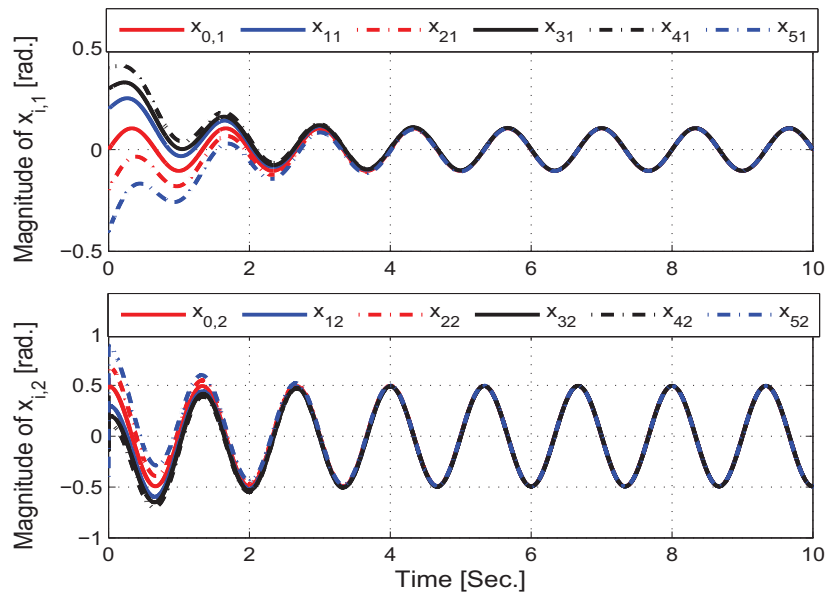 x0,1 x11 x21 x31 x41 x51
Magnitude of xi,1 [rad.]
0.5
0
−0.5
0 2 4 6 8 10
x0,2 x12 x22 x32 x42 x52
Magnitude of xi,2 [rad.]
1
0.5
0
−0.5
−1
0 2 4 6 8 10
Time [Sec.]